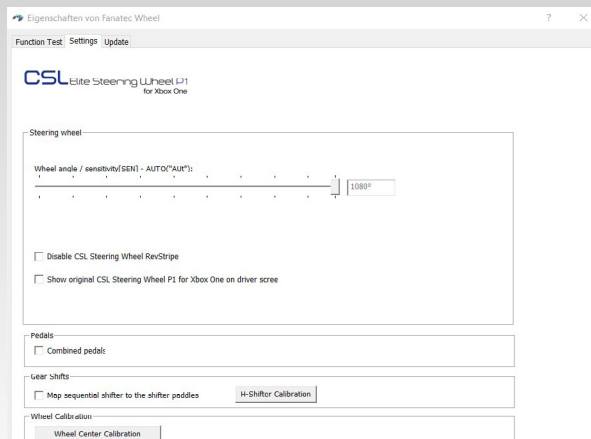 Eigenschaften von Fanatec Wheel
Function Test Settings Update
CSL Elite Steering Wheel P1
for Xbox One
Steering wheel
Wheel angle / sensitivity[SEN] - AUTO("AUt"):
1080°
Disable CSL Steering Wheel RevStripe
Show original CSL Steering Wheel P1 for Xbox One on driver scree
Pedals
Combined pedals
Gear Shifts
Map sequential shifter to the shifter paddles H-Shiftor Calibration
Wheel Calibration
Wheel Center Calibration